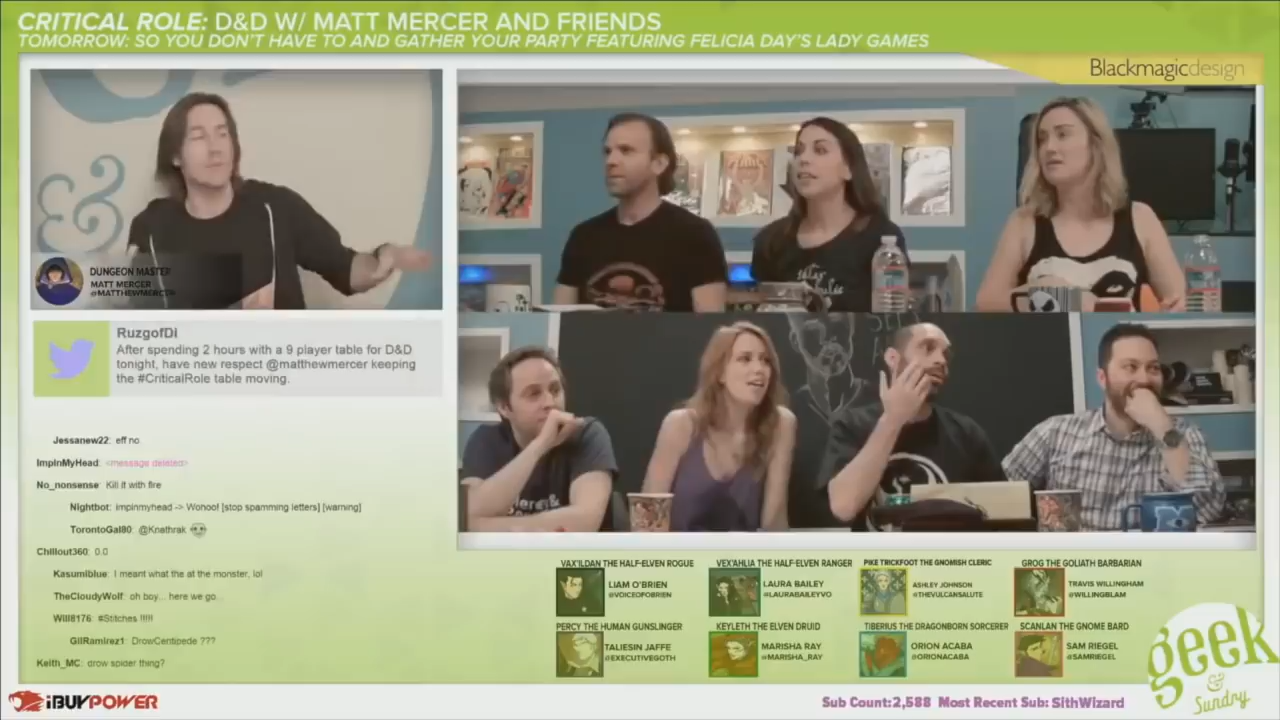 CRITICAL ROLE: D&D W/ MATT MERCER AND FRIENDS
TOMORROW: SO YOU DON'T HAVE TO AND GATHER YOUR PARTY FEATURING FELICIA DAY'S LADY GAMES
Blackmagicdesign
&
DUNGEON MASTER
MATT MERCER
@MATTHEWMERCER
RuzgofDi
After spending 2 hours with a 9 player table for D&D
tonight, have new respect @matthewmercer keeping
the #CriticalRole table moving.
Jessanew22: eff no
ImpInMyHead: <message deleted>
No_nonsense: Kill it with fire
Nightbot: impinmyhead -> Wohoo! [stop spamming letters] [warning]
TorontoGal80: @Knathrak
Chillout360: 0.0
Kasumiblue: I meant what the at the monster, lol
TheCloudyWolf: oh boy... here we go...
Will8176: #Stitches !!!!!
GilRamirez1: DrowCentipede ???
Keith_MC: drow spider thing?
VAX'ILDAN THE HALF-ELVEN ROGUE
LIAM O'BRIEN
@VOICEOFOBRIEN
VEX'AHLIA THE HALF-ELVEN RANGER
LAURA BAILEY
@LAURABAILEYVO
PIKE TRICKFOOT THE GNOMISH CLERIC
ASHLEY JOHNSON
@THEVULCANSALUTE
GROG THE GOLIATH BARBARIAN
TRAVIS WILLINGHAM
@WILLINGBLAM
PERCY THE HUMAN GUNSLINGER
TALIESIN JAFFE
@EXECUTIVEGOTH
KEYLETH THE ELVEN DRUID
MARISHA RAY
@MARISHA_RAY
TIBERIUS THE DRAGONBORN SORCERER
ORION ACABA
@ORIONACABA
SCANLAN THE GNOME BARD
SAM RIEGEL
@SAMRIEGEL
geek
&
Sundry
iBUYPOWER
Sub Count:2,588 Most Recent Sub: SithWizard